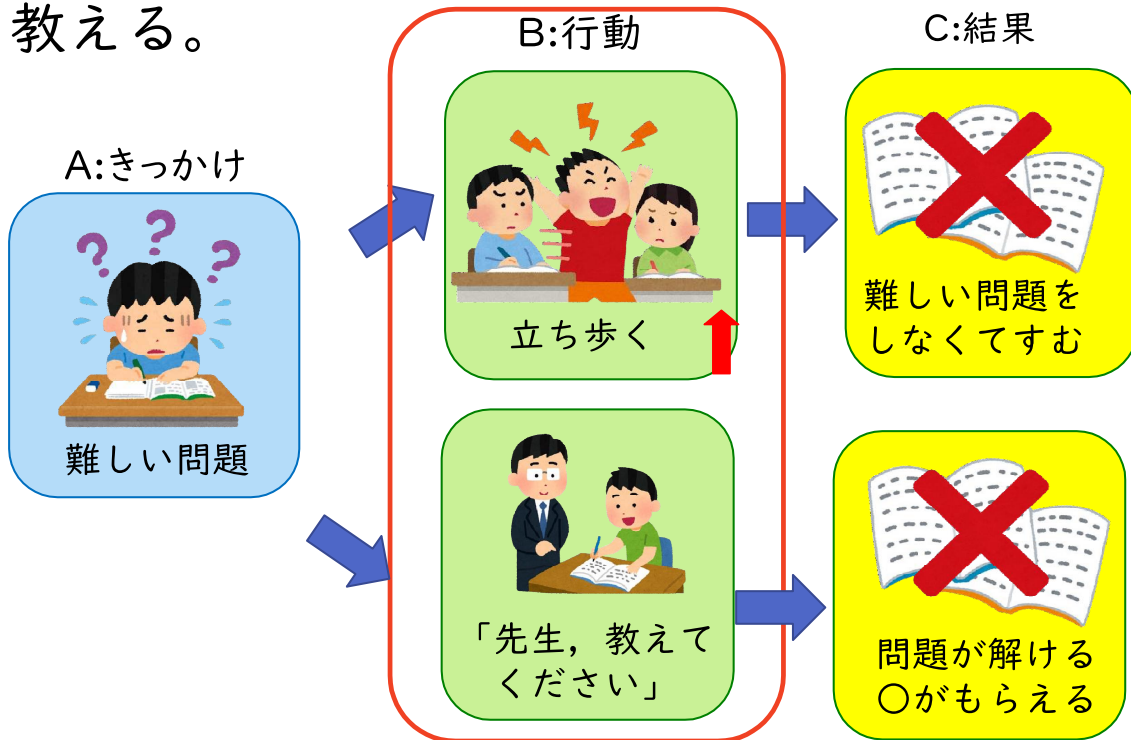 教える。
A:きっかけ
難しい問題
B:行動
立ち歩く
「先生，教えて
ください」
C:結果
難しい問題を
しなくてすむ
問題が解ける
〇がもらえる